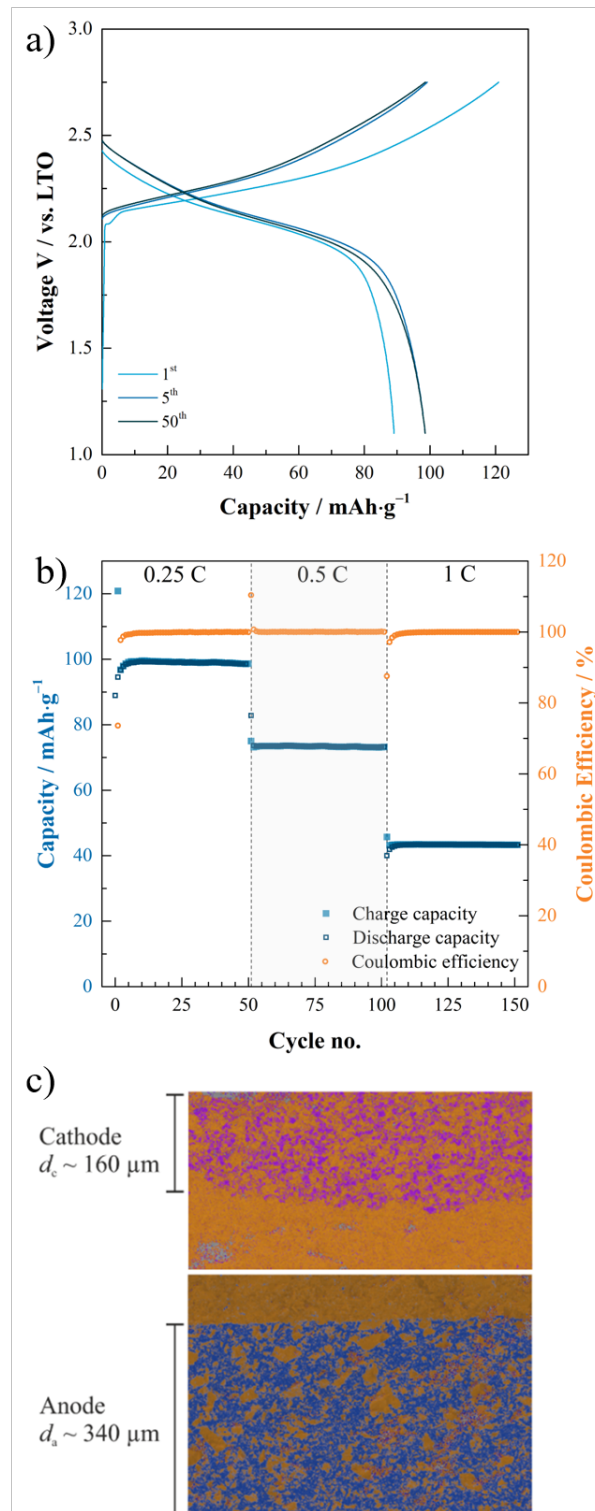 a)
3.0
2.5
2.0
1.5
1.0
Voltage V / vs. LTO
1st
5th
50th
0 20 40 60 80 100 120
Capacity / mAh·g⁻¹
b)
0.25 C 0.5 C 1 C
120
100
80
60
40
20
0
Capacity / mAh·g⁻¹
120
100
80
60
40
20
0
Coulombic Efficiency / %
Charge capacity
Discharge capacity
Coulombic efficiency
0 25 50 75 100 125 150
Cycle no.
c)
Cathode
dc ~ 160 µm
Anode
da ~ 340 µm